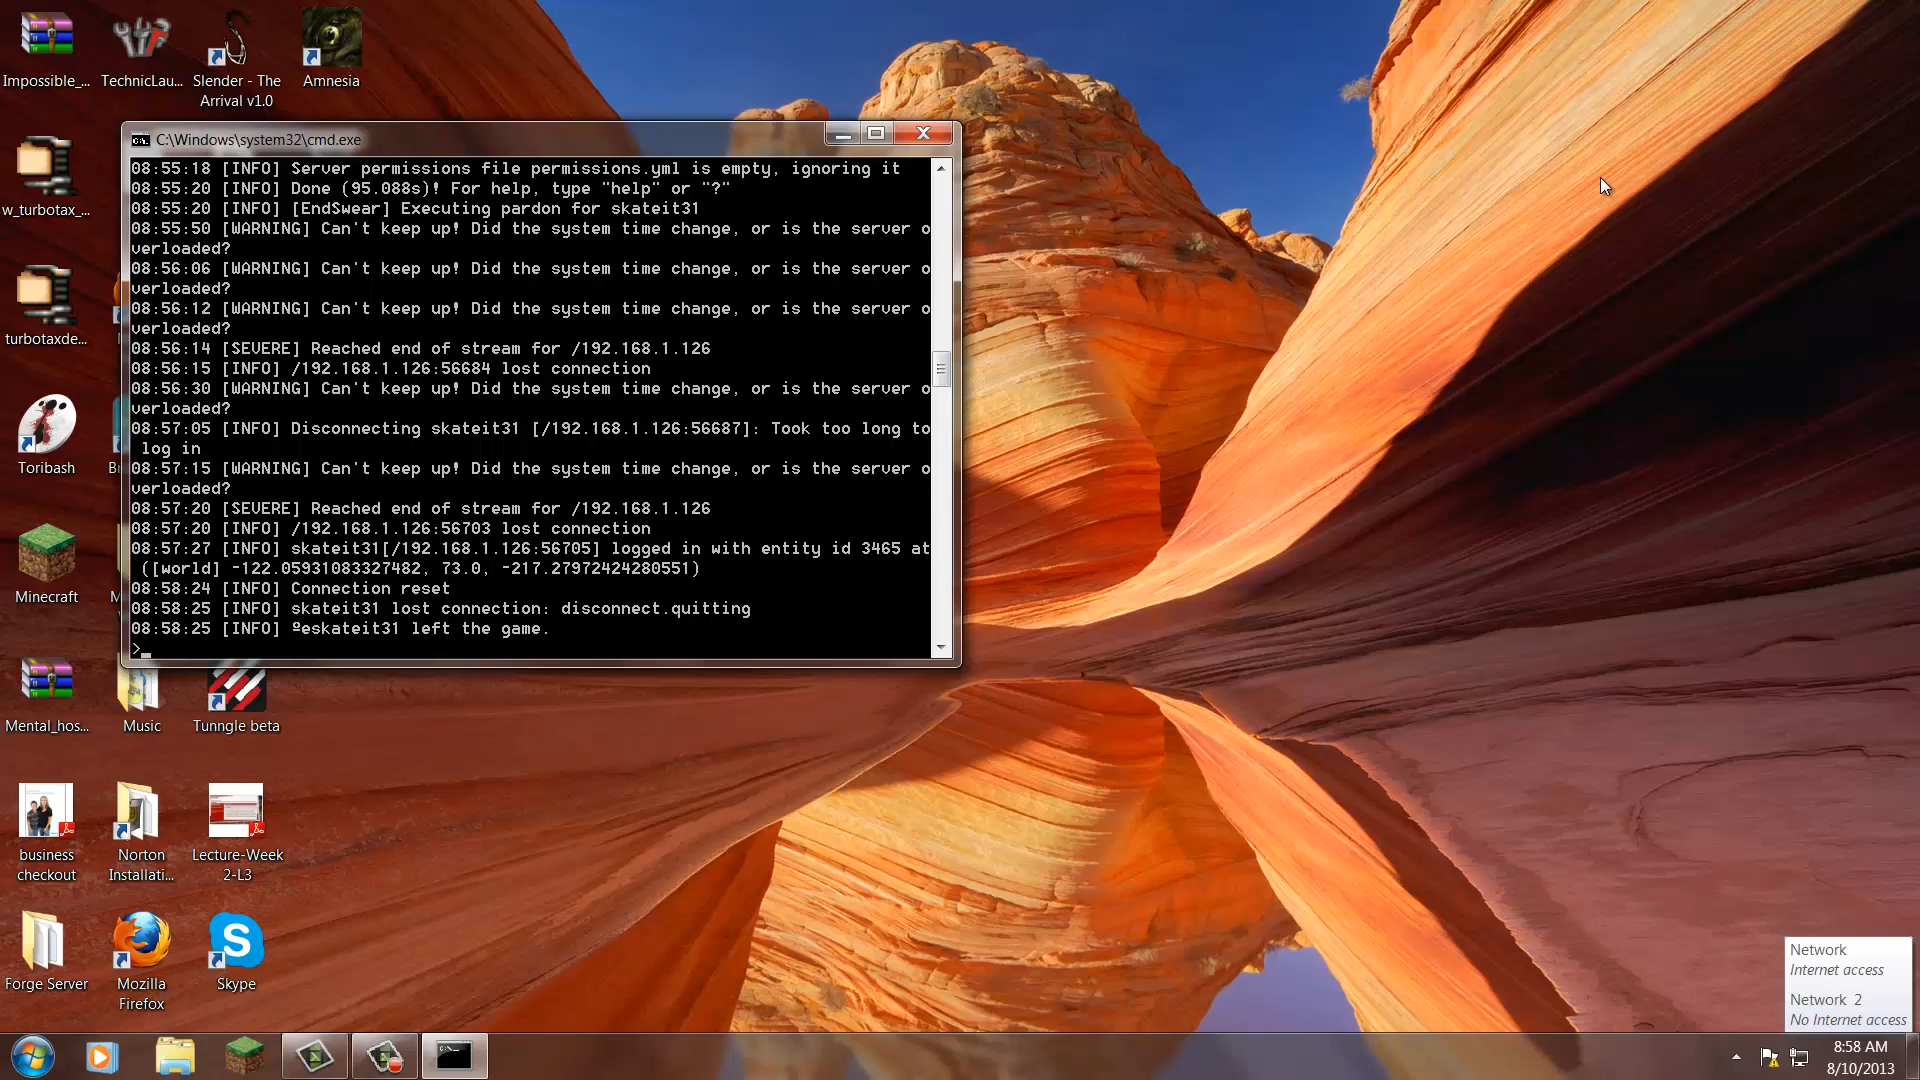 Impossible_...
TechnicLau...
Slender - The
Arrival v1.0
Amnesia
w_turbotax_...
turbotaxde...
Toribash
Minecraft
Mental_hos...
Music
Tunngle beta
business
checkout
Norton
Installati...
Lecture-Week
2-L3
Forge Server
Mozilla
Firefox
Skype
C:\Windows\system32\cmd.exe
08:55:18 [INFO] Server permissions file permissions.yml is empty, ignoring it
08:55:20 [INFO] Done (95.088s)! For help, type "help" or "?"
08:55:20 [INFO] [EndSwear] Executing pardon for skateit31
08:55:50 [WARNING] Can't keep up! Did the system time change, or is the server o
verloaded?
08:56:06 [WARNING] Can't keep up! Did the system time change, or is the server o
verloaded?
08:56:12 [WARNING] Can't keep up! Did the system time change, or is the server o
verloaded?
08:56:14 [SEVERE] Reached end of stream for /192.168.1.126
08:56:15 [INFO] /192.168.1.126:56684 lost connection
08:56:30 [WARNING] Can't keep up! Did the system time change, or is the server o
verloaded?
08:57:05 [INFO] Disconnecting skateit31 [/192.168.1.126:56687]: Took too long to
log in
08:57:15 [WARNING] Can't keep up! Did the system time change, or is the server o
verloaded?
08:57:20 [SEVERE] Reached end of stream for /192.168.1.126
08:57:20 [INFO] /192.168.1.126:56703 lost connection
08:57:27 [INFO] skateit31[/192.168.1.126:56705] logged in with entity id 3465 at
([world] -122.05931083327482, 73.0, -217.27972424280551)
08:58:24 [INFO] Connection reset
08:58:25 [INFO] skateit31 lost connection: disconnect.quitting
08:58:25 [INFO] ºeskateit31 left the game.
>_
Network
Internet access
Network 2
No Internet access
8:58 AM
8/10/2013